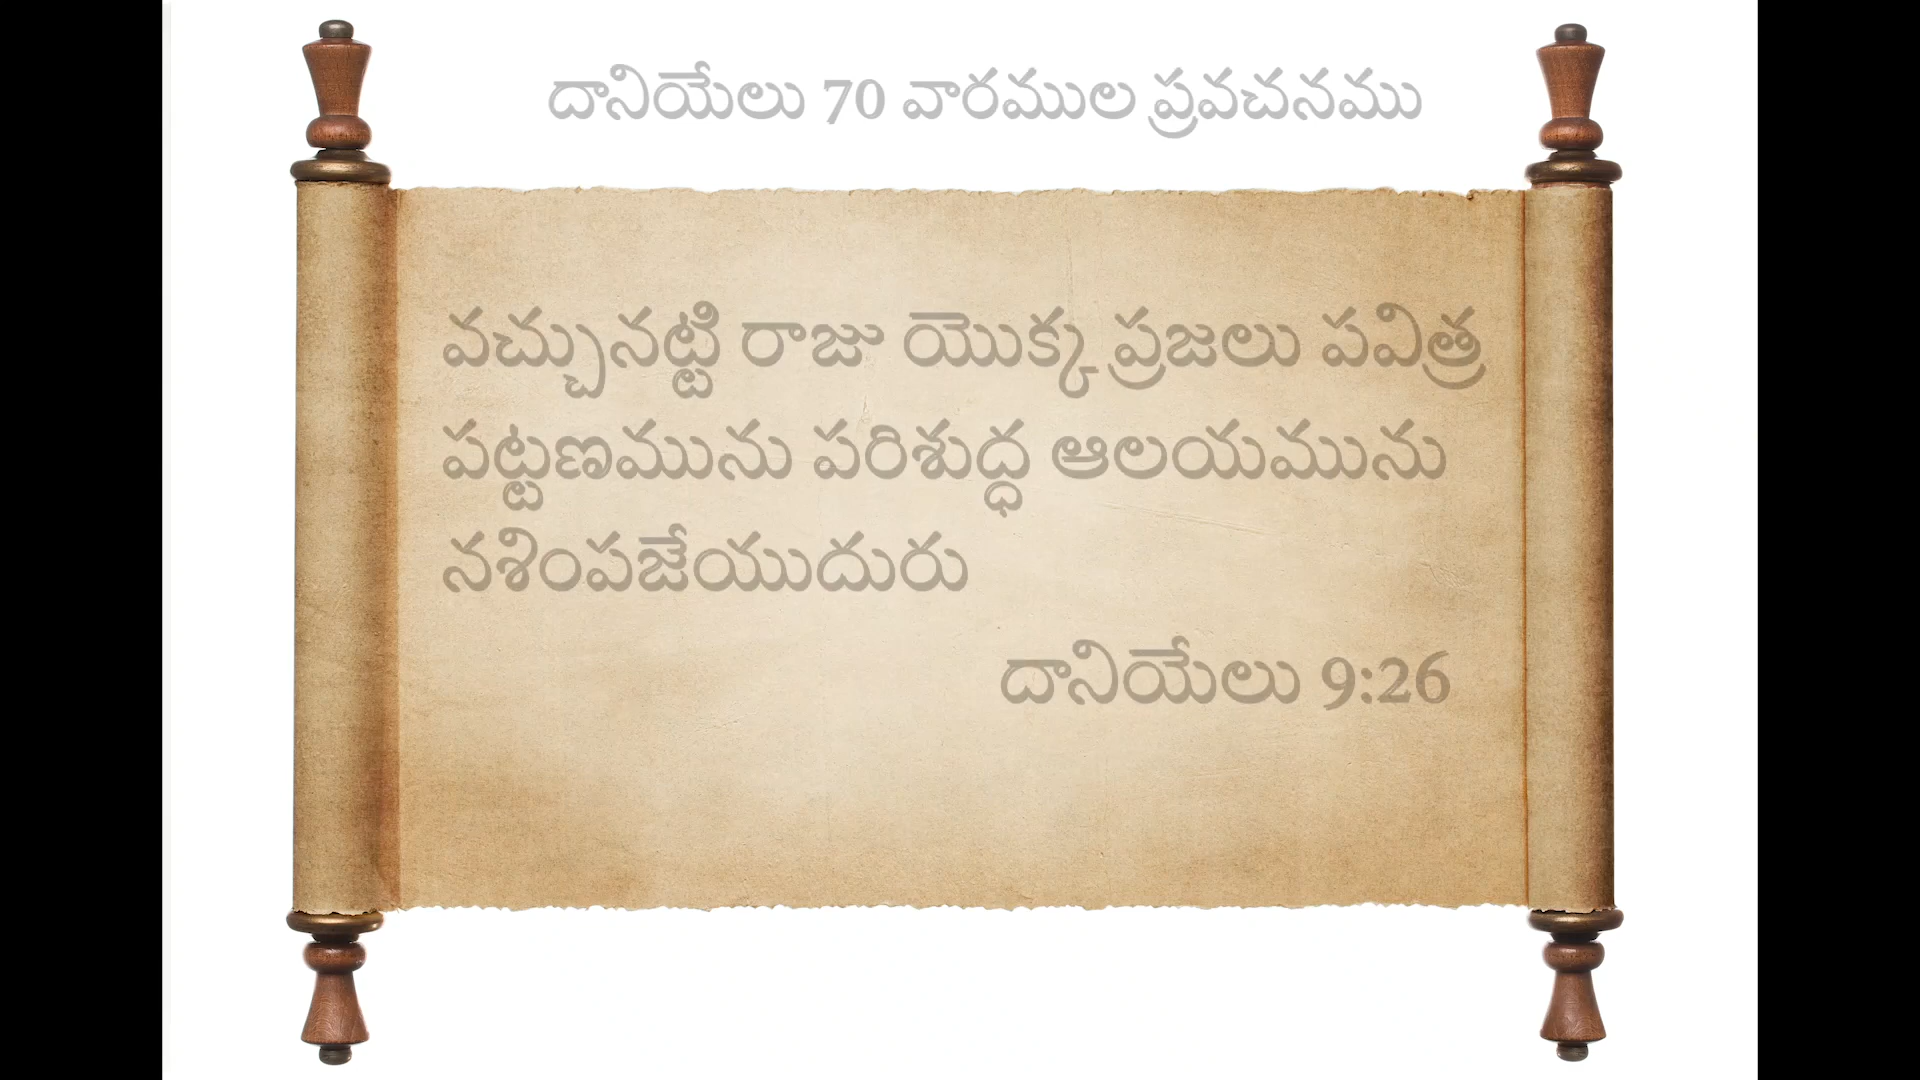 దానియేలు 70 వారముల ప్రవచనము
వచ్చునట్టి రాజు యొక్క ప్రజలు పవిత్ర
పట్టణమును పరిశుద్ధ ఆలయమును
నశింపజేయుదురు
దానియేలు 9:26